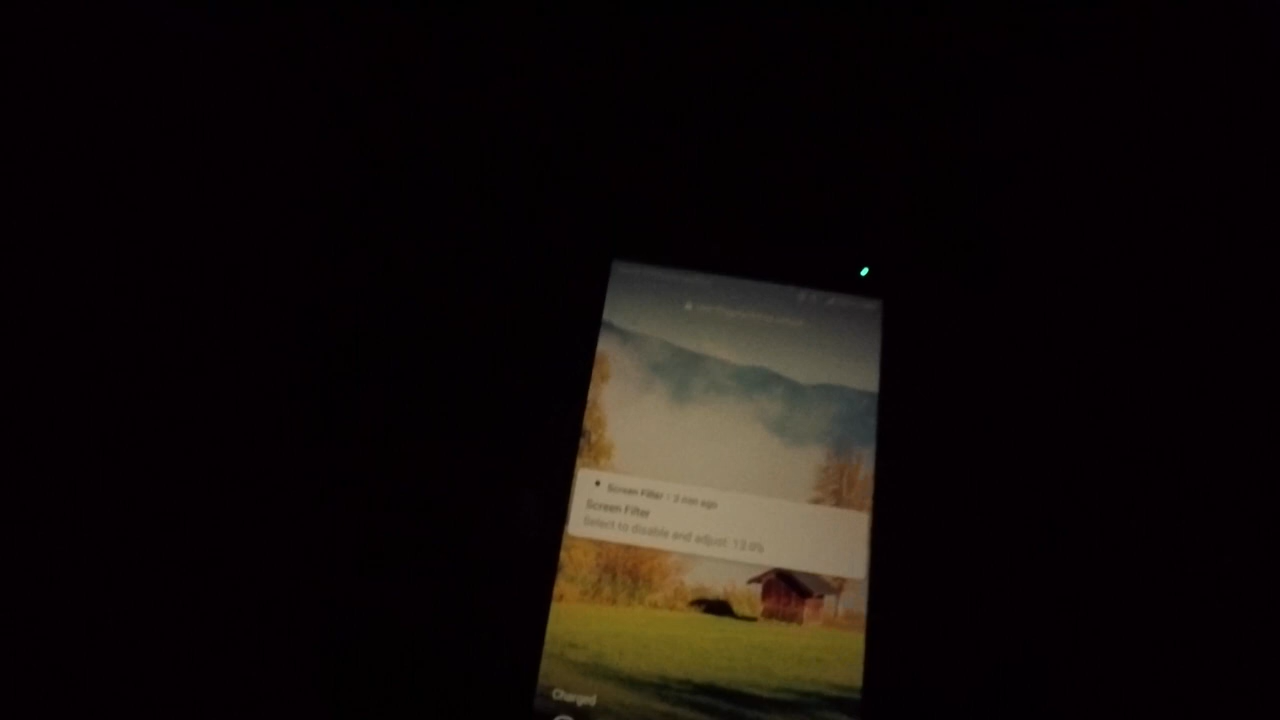 Screen Filter • 3 min ago
Screen Filter
Select to disable and adjust: 12.0%
Charged